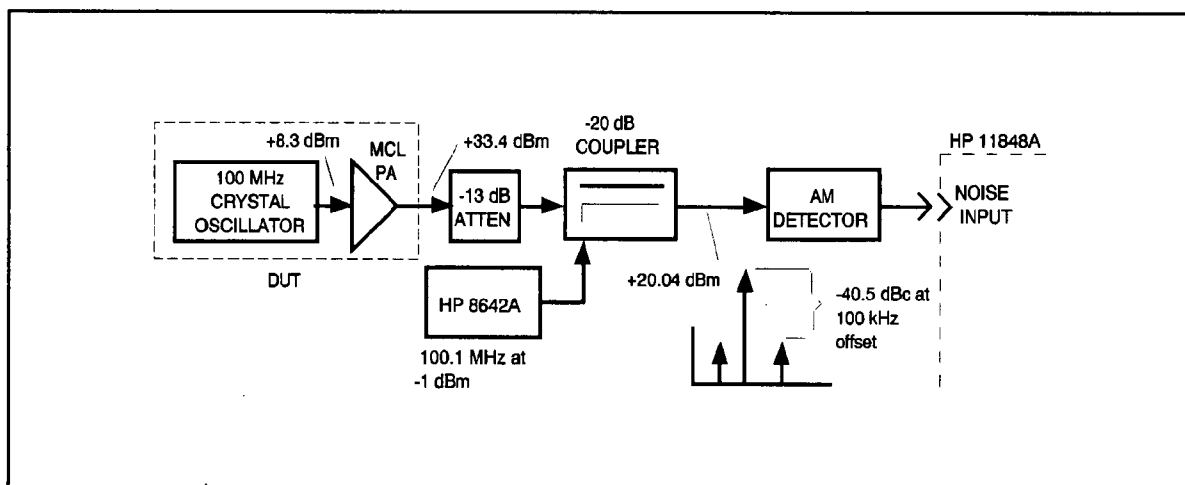 +8.3 dBm
MCL
PA
+33.4 dBm
-20 dB
COUPLER
HP 11848A
100 MHz
CRYSTAL
OSCILLATOR
-13 dB
ATTEN
AM
DETECTOR
NOISE
INPUT
DUT
HP 8642A
100.1 MHz at
-1 dBm
+20.04 dBm
-40.5 dBc at
100 kHz
offset